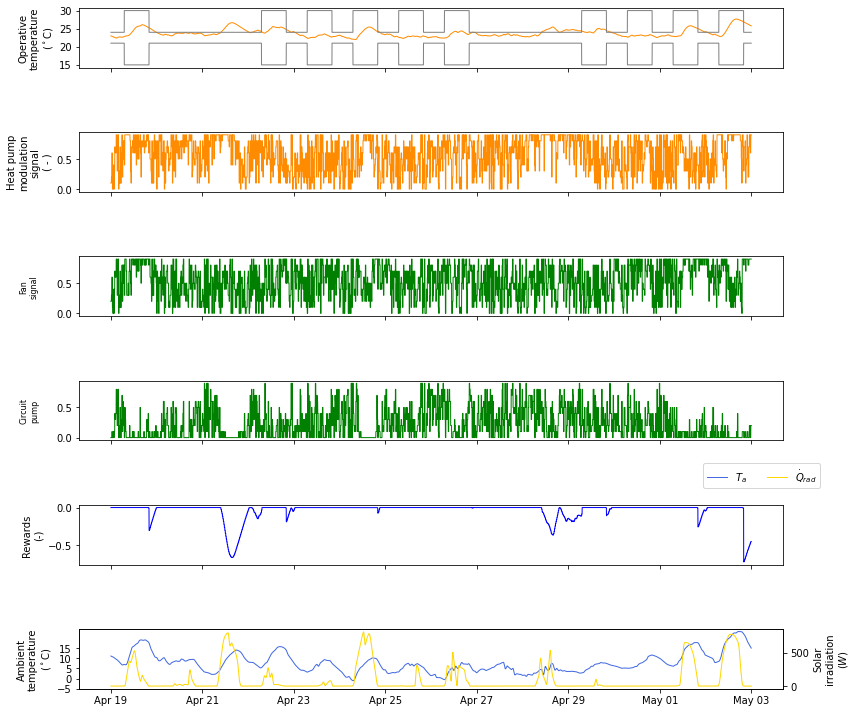 Operative
temperature
(°C)
30
25
20
15
Heat pump
modulation
signal
( - )
0.5
0.0
Fan
signal
0.5
0.0
Circuit
pump
0.5
0.0
T_a Q̇_rad
Rewards
(-)
0.0
−0.5
Ambient
temperature
(°C)
15
10
5
0
−5
500
0
Solar
irradiation
(W)
Apr 19 Apr 21 Apr 23 Apr 25 Apr 27 Apr 29 May 01 May 03